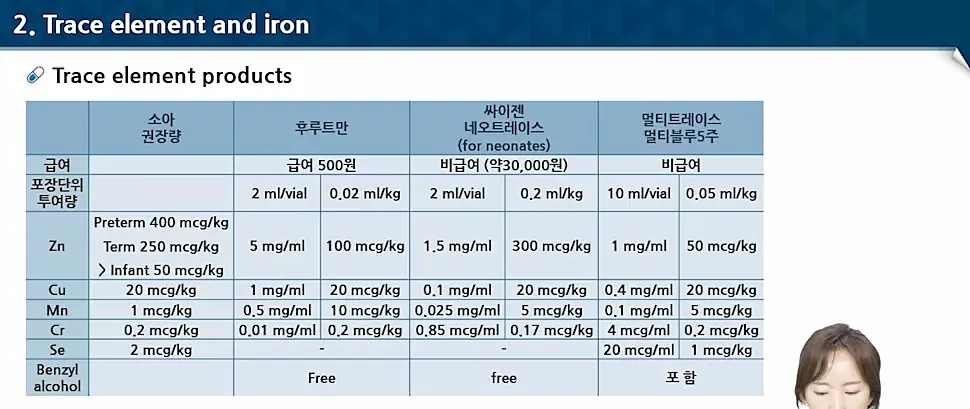 2. Trace element and iron
Trace element products
소아
권장량
후루트만
싸이젠
네오트레이스
(for neonates)
멀티트레이스
멀티블루5주
급여
급여 500원
비급여 (약30,000원)
비급여
포장단위
투여량
2 ml/vial
0.02 ml/kg
2 ml/vial
0.2 ml/kg
10 ml/vial
0.05 ml/kg
Zn
Preterm 400 mcg/kg
Term 250 mcg/kg
> Infant 50 mcg/kg
5 mg/ml
100 mcg/kg
1.5 mg/ml
300 mcg/kg
1 mg/ml
50 mcg/kg
Cu
20 mcg/kg
1 mg/ml
20 mcg/kg
0.1 mg/ml
20 mcg/kg
0.4 mg/ml
20 mcg/kg
Mn
1 mcg/kg
0.5 mg/ml
10 mcg/kg
0.025 mg/ml
5 mcg/kg
0.1 mg/ml
5 mcg/kg
Cr
0.2 mcg/kg
0.01 mg/ml
0.2 mcg/kg
0.85 mcg/ml
0.17 mcg/kg
4 mcg/ml
0.2 mcg/kg
Se
2 mcg/kg
-
-
20 mcg/ml
1 mcg/kg
Benzyl
alcohol
Free
free
포 함